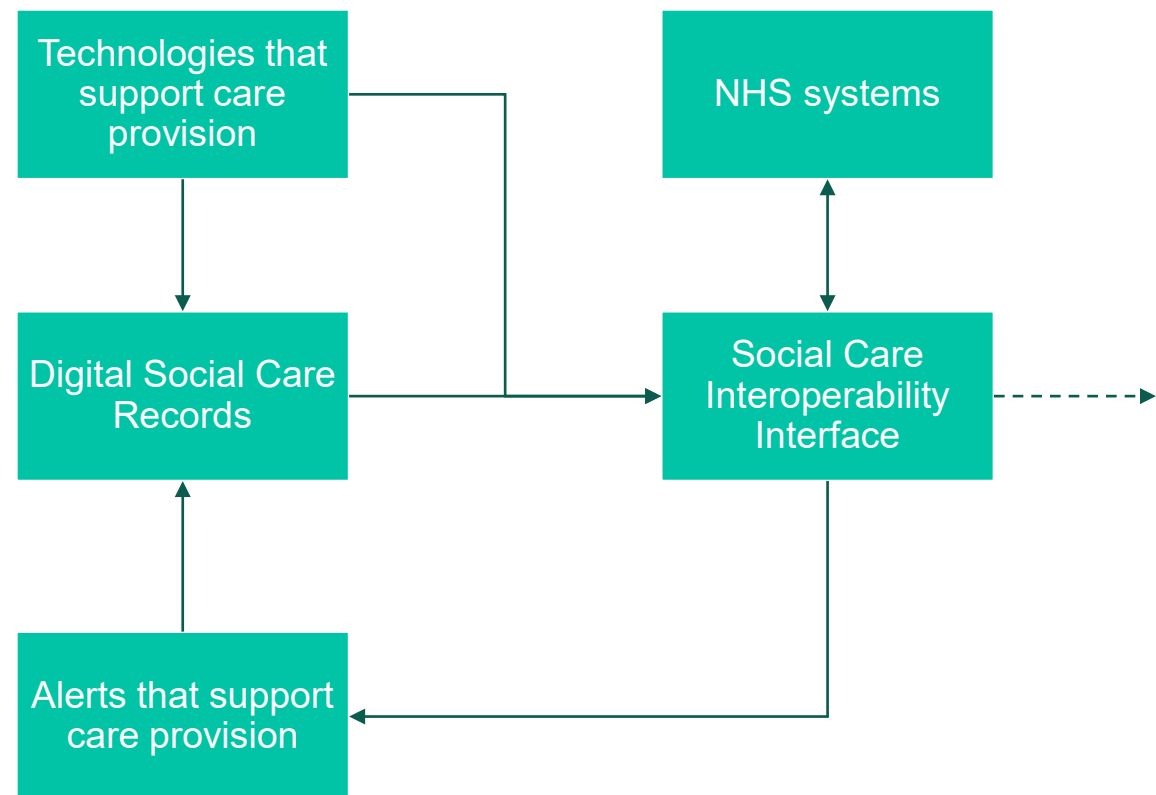 Technologies that
support care
provision
NHS systems
Digital Social Care
Records
Social Care
Interoperability
Interface
Alerts that support
care provision